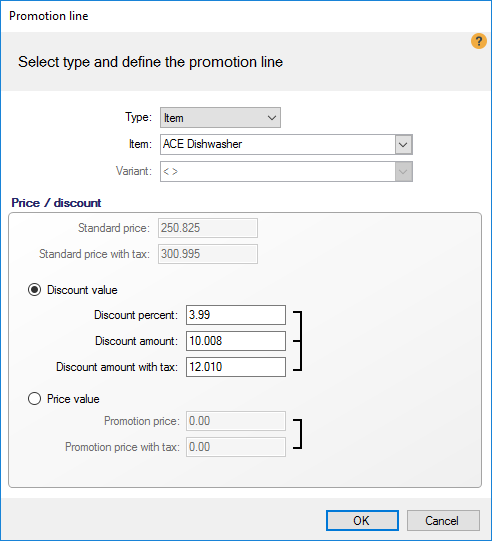 Promotion line
?
Select type and define the promotion line
Type: Item
Item: ACE Dishwasher
Variant: < >
Price / discount
Standard price: 250.825
Standard price with tax: 300.995
Discount value
Discount percent: 3.99
Discount amount: 10.008
Discount amount with tax: 12.010
Price value
Promotion price: 0.00
Promotion price with tax: 0.00
OK Cancel